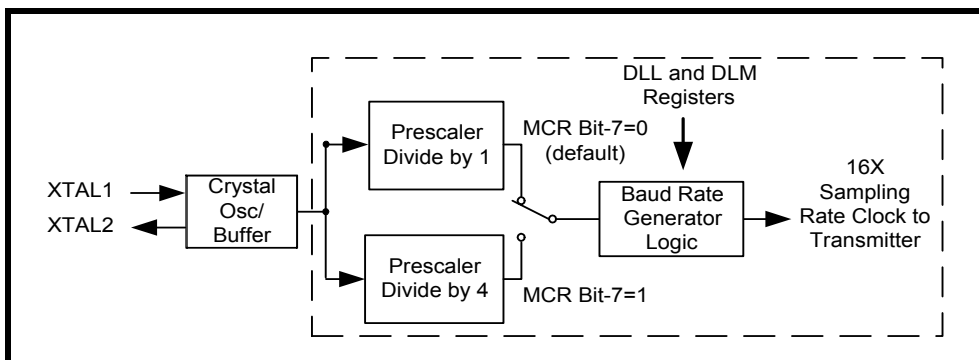 XTAL1
XTAL2
Crystal
Osc/
Buffer
Prescaler
Divide by 1
Prescaler
Divide by 4
MCR Bit-7=0
(default)
MCR Bit-7=1
DLL and DLM
Registers
Baud Rate
Generator
Logic
16X
Sampling
Rate Clock to
Transmitter